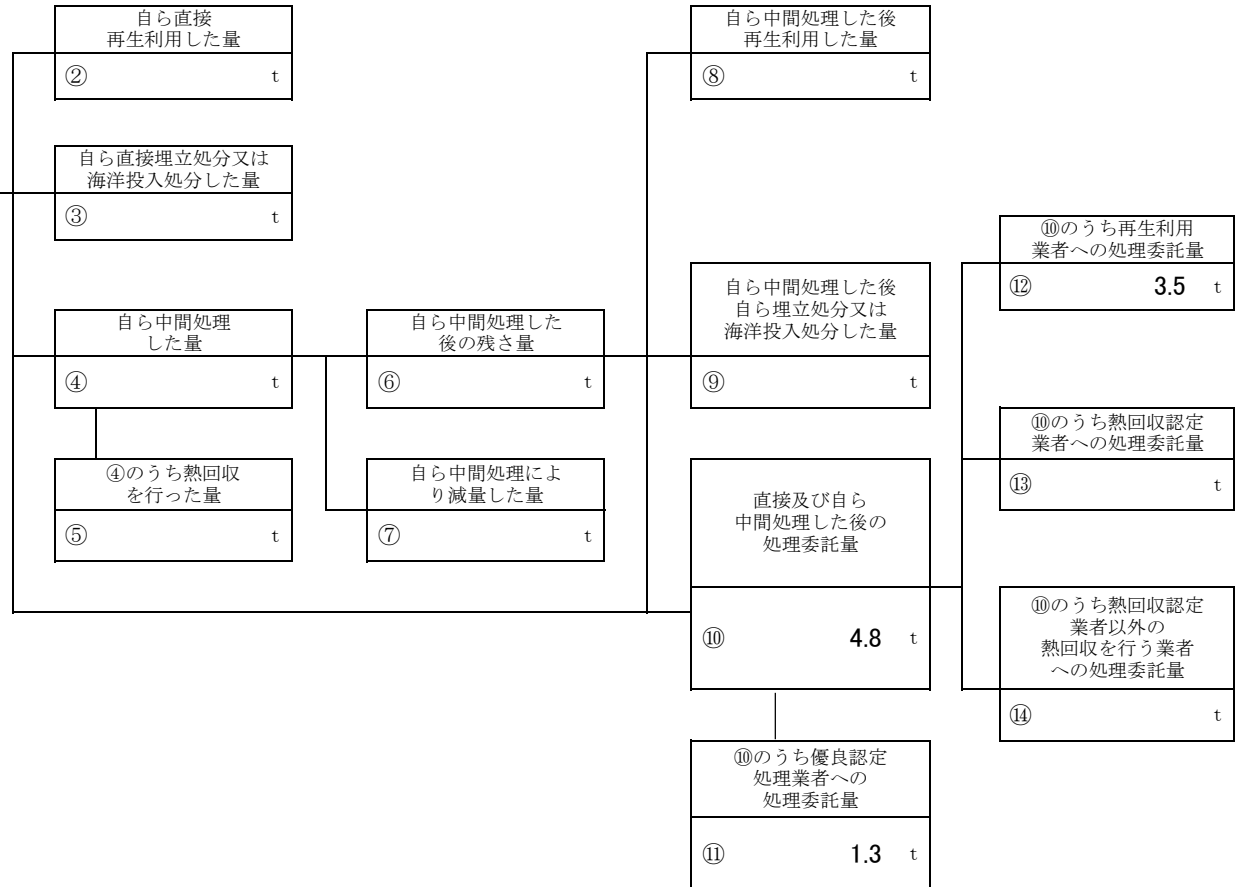 自ら直接
再生利用した量
② t
自ら中間処理した後
再生利用した量
⑧ t
自ら直接埋立処分又は
海洋投入処分した量
③ t
⑩のうち再生利用
業者への処理委託量
⑫ 3.5 t
自ら中間処理
した量
④ t
自ら中間処理した
後の残さ量
⑥ t
自ら中間処理した後
自ら埋立処分又は
海洋投入処分した量
⑨ t
⑩のうち熱回収認定
業者への処理委託量
⑬ t
④のうち熱回収
を行った量
⑤ t
自ら中間処理によ
り減量した量
⑦ t
直接及び自ら
中間処理した後の
処理委託量
⑩ 4.8 t
⑩のうち熱回収認定
業者以外の
熱回収を行う業者
への処理委託量
⑭ t
⑩のうち優良認定
処理業者への
処理委託量
⑪ 1.3 t